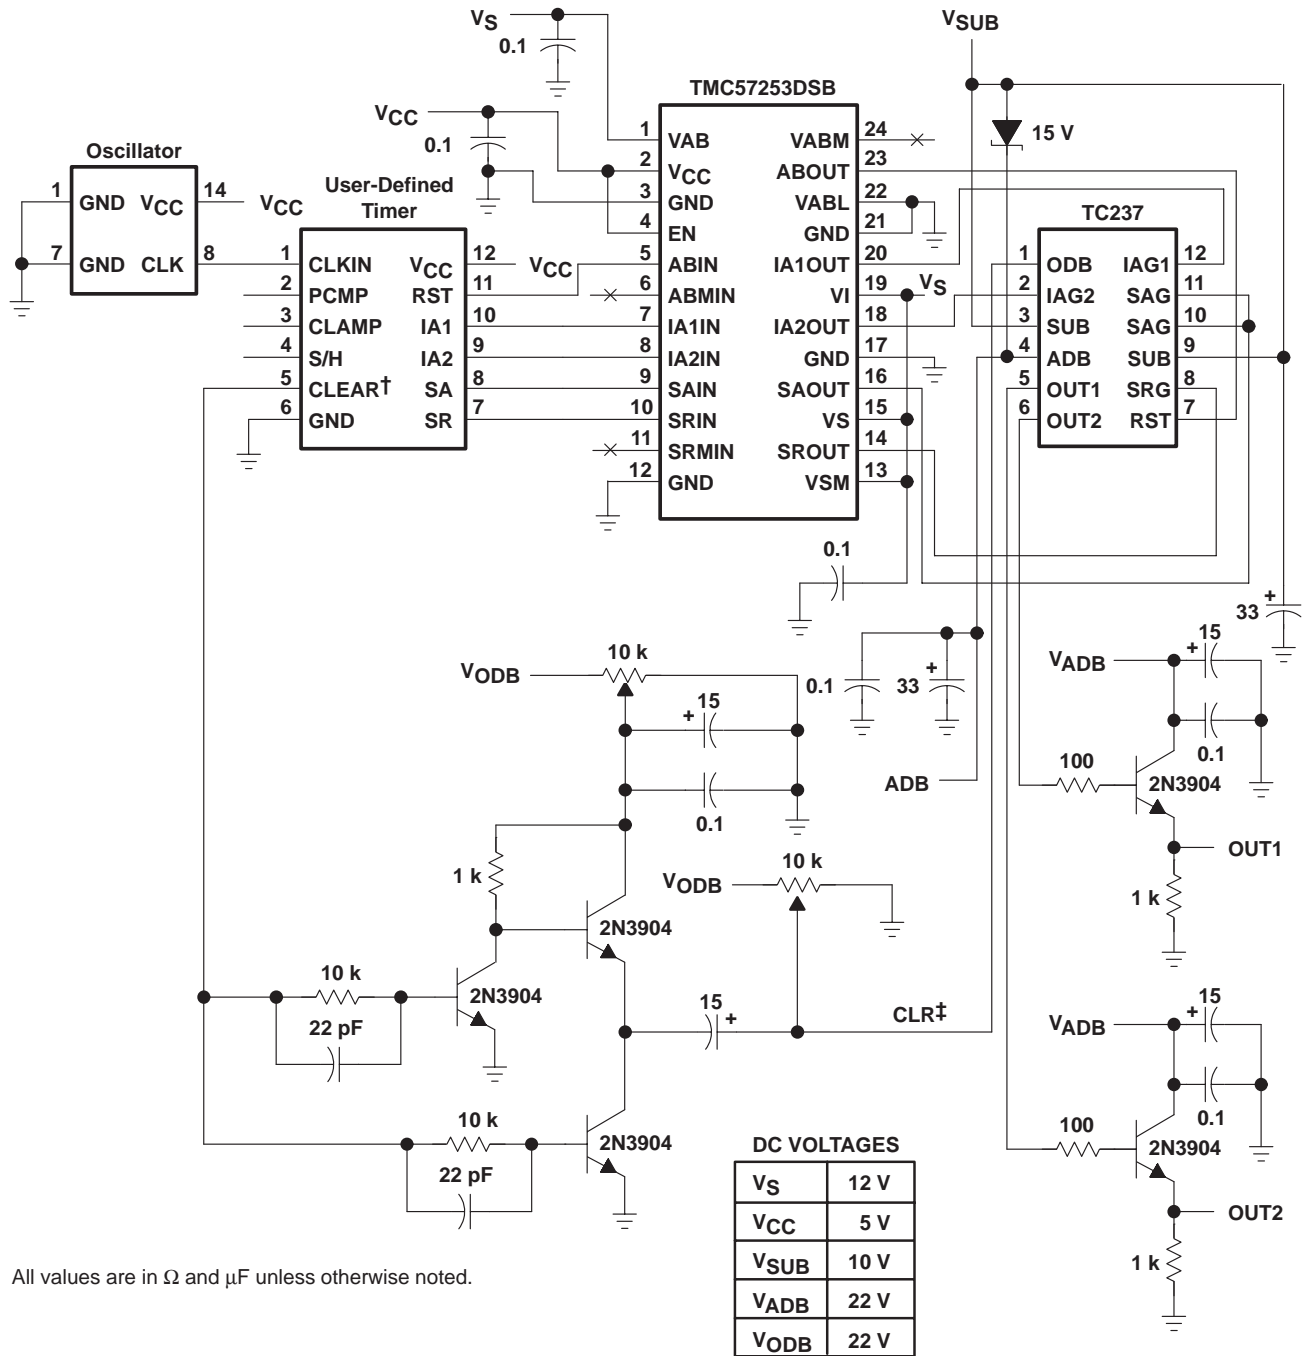 VS
0.1
VSUB
TMC57253DSB
VCC
0.1
15 V
Oscillator
1 GND VCC 14
7 GND CLK 8
VCC
User-Defined
Timer
1 CLKIN VCC 12
2 PCMP RST 11
3 CLAMP IA1 10
4 S/H IA2 9
5 CLEAR† SA 8
6 GND SR 7
VCC
1 VAB VABM 24
2 VCC ABOUT 23
3 GND VABL 22
4 EN GND 21
5 ABIN IA1OUT 20
6 ABMIN VI 19
7 IA1IN IA2OUT 18
8 IA2IN GND 17
9 SAIN SAOUT 16
10 SRIN VS 15
11 SRMIN SROUT 14
12 GND VSM 13
VS
TC237
1 ODB IAG1 12
2 IAG2 SAG 11
3 SUB SAG 10
4 ADB SUB 9
5 OUT1 SRG 8
6 OUT2 RST 7
0.1
33 +
VODB
10 k
+ 15
0.1
0.1
33 +
ADB
VADB
+ 15
0.1
100
2N3904
OUT1
1 k
1 k
2N3904
VODB
10 k
10 k
2N3904
22 pF
15 +
CLR‡
10 k
2N3904
22 pF
VADB
+ 15
0.1
100
2N3904
OUT2
1 k
DC VOLTAGES
VS 12 V
VCC 5 V
VSUB 10 V
VADB 22 V
VODB 22 V
All values are in Ω and μF unless otherwise noted.